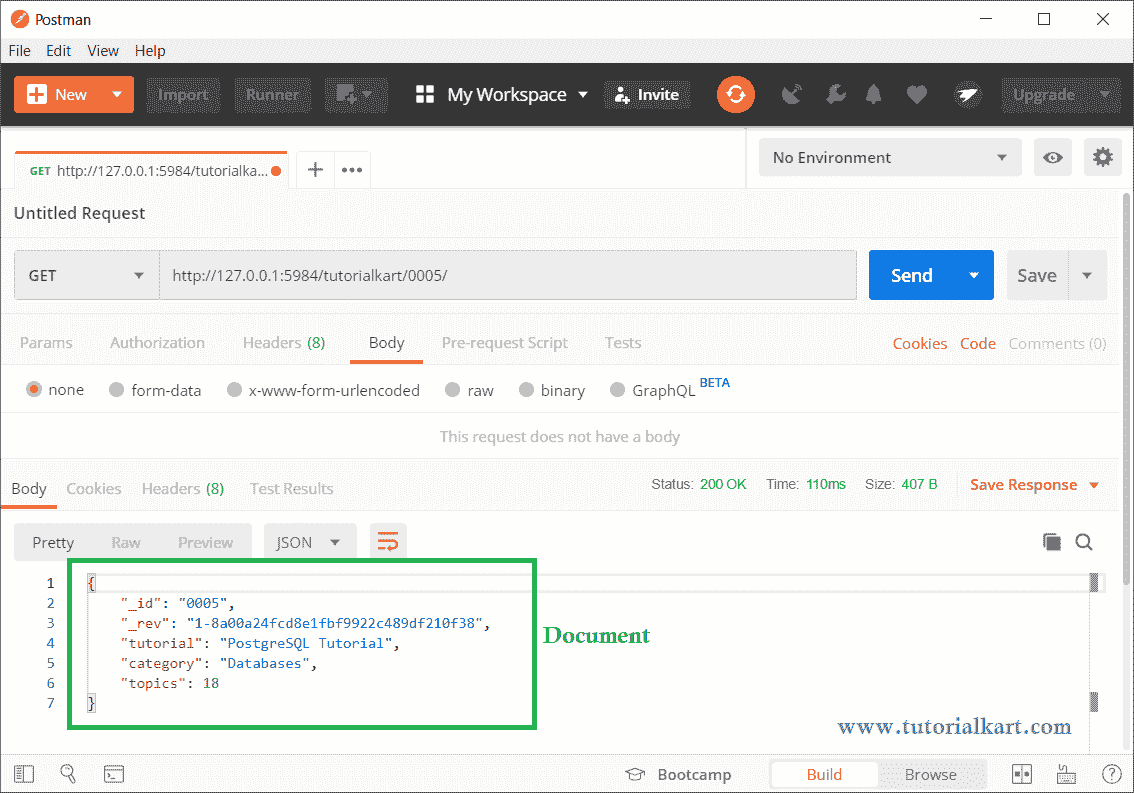 Postman
File Edit View Help
New Import Runner My Workspace Invite Upgrade
GET http://127.0.0.1:5984/tutorialka... No Environment
Untitled Request
GET http://127.0.0.1:5984/tutorialkart/0005/ Send Save
Params Authorization Headers (8) Body Pre-request Script Tests Cookies Code Comments (0)
none form-data x-www-form-urlencoded raw binary GraphQL BETA
This request does not have a body
Body Cookies Headers (8) Test Results Status: 200 OK Time: 110ms Size: 407 B Save Response
Pretty Raw Preview JSON
1 {
2 "_id": "0005",
3 "_rev": "1-8a00a24fcd8e1fbf9922c489df210f38",
4 "tutorial": "PostgreSQL Tutorial",
Document
5 "category": "Databases",
6 "topics": 18
7 }
www.tutorialkart.com
Bootcamp Build Browse